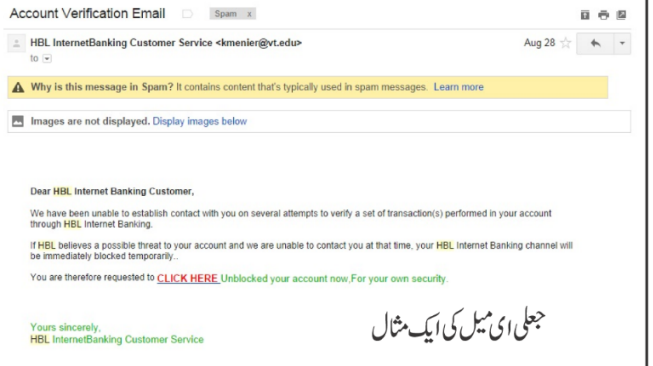 Account Verification Email
Spam x
HBL InternetBanking Customer Service <kmenier@vt.edu>
Aug 28
to
Why is this message in Spam? It contains content that's typically used in spam messages. Learn more
Images are not displayed. Display images below
Dear HBL Internet Banking Customer,
We have been unable to establish contact with you on several attempts to verify a set of transaction(s) performed in your account
through HBL Internet Banking.
If HBL believes a possible threat to your account and we are unable to contact you at that time, your HBL Internet Banking channel will
be immediately blocked temporarily..
You are therefore requested to CLICK HERE Unblocked your account now,For your own security.
جعلی ای میل کی ایک مثال
Yours sincerely,
HBL InternetBanking Customer Service